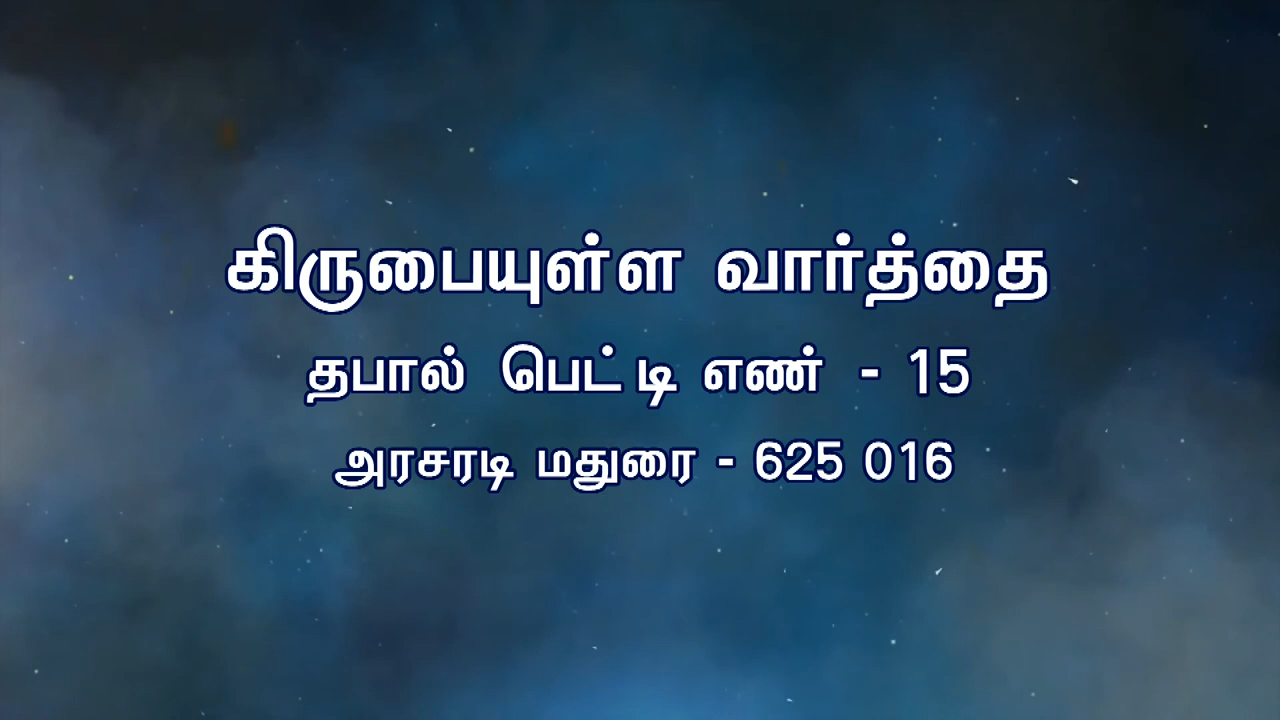 கிருபையுள்ள வார்த்தை
தபால் பெட்டி எண் - 15
அரசரடி மதுரை - 625 016